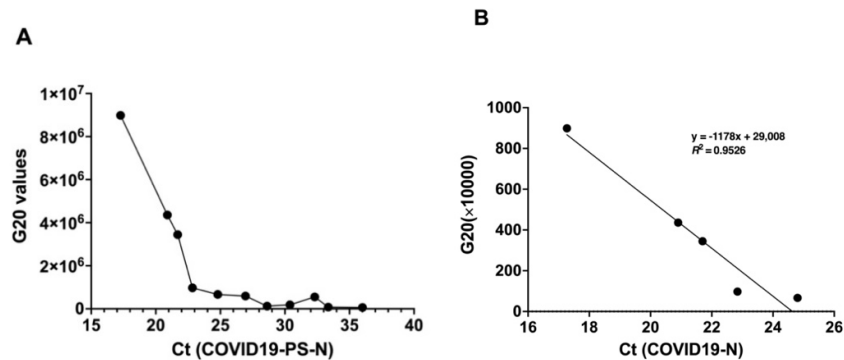 A
B
G20 values
1×10⁷
8×10⁶
6×10⁶
4×10⁶
2×10⁶
0
15 20 25 30 35 40
Ct (COVID19-PS-N)
G20(×10000)
1000
800
600
400
200
0
y = -1178x + 29,008
R² = 0.9526
16 18 20 22 24 26
Ct (COVID19-N)